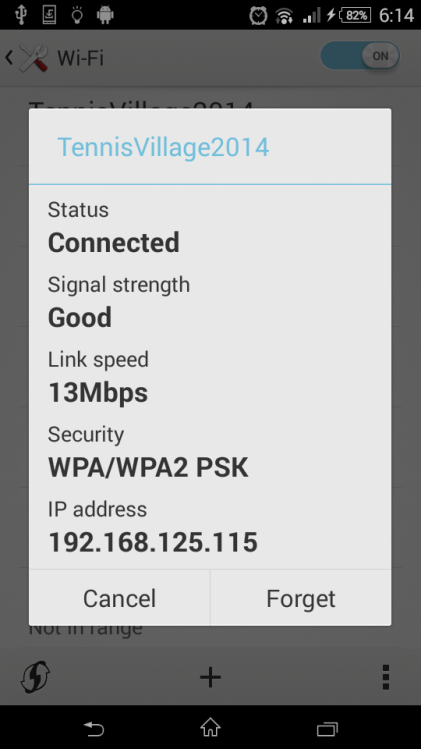 82% 6:14
Wi-Fi ON
TennisVillage2014
TennisVillage2014
Status
Connected
Signal strength
Good
Link speed
13Mbps
Security
WPA/WPA2 PSK
IP address
192.168.125.115
Cancel Forget
Not in range